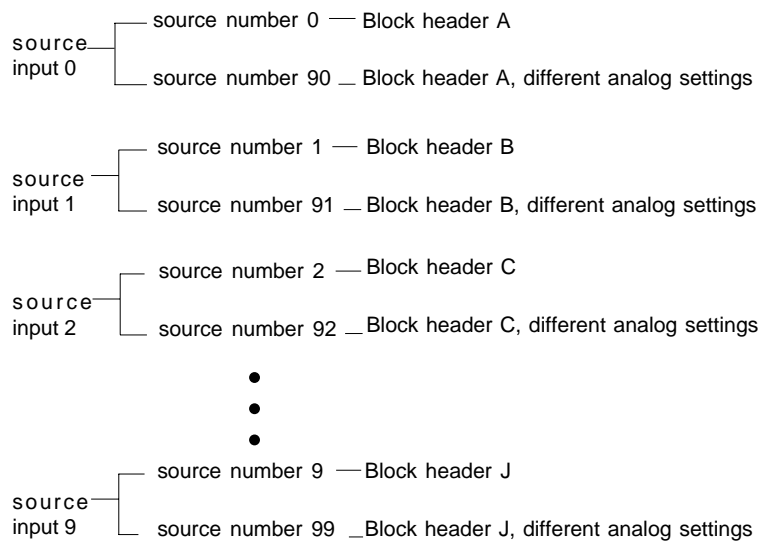 source number 0 — Block header A
source
input 0
source number 90 — Block header A, different analog settings
source number 1 — Block header B
source
input 1
source number 91 — Block header B, different analog settings
source number 2 — Block header C
source
input 2
source number 92 — Block header C, different analog settings
source number 9 — Block header J
source
input 9
source number 99 — Block header J, different analog settings